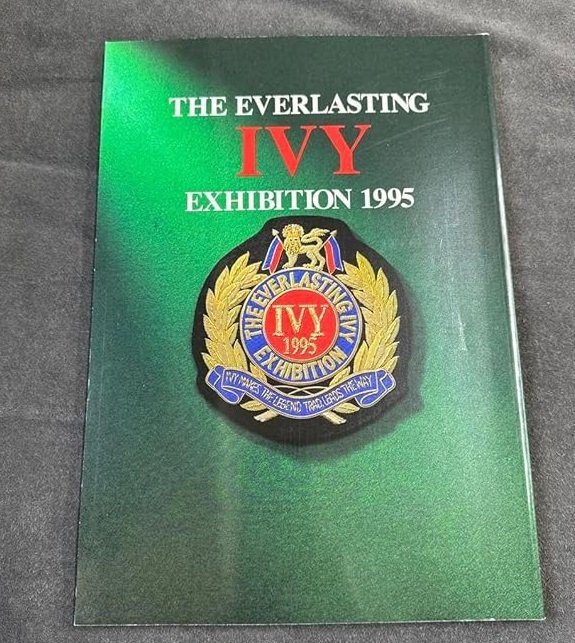 THE EVERLASTING
IVY
EXHIBITION 1995
THE EVERLASTING IVY
IVY
1995
EXHIBITION
IVY MAKES THE LEGEND TRAD LEADS THE WAY